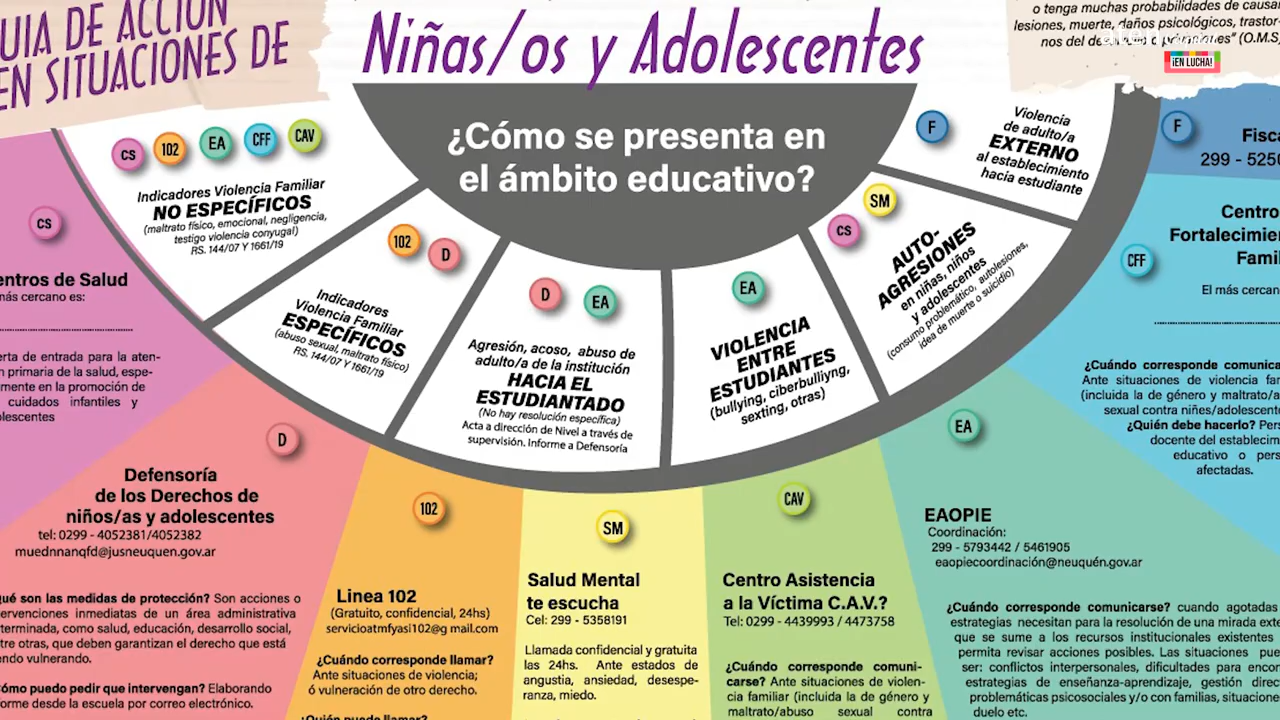 GUIA DE ACCIÓN
EN SITUACIONES DE
Niñas/os y Adolescentes
o tenga muchas probabilidades de causar
lesiones, muerte, daños psicológicos, trastor
nos del des
(O.M.S
¡EN LUCHA!
¿Cómo se presenta en
el ámbito educativo?
CS
102
EA
CFF
CAV
Indicadores Violencia Familiar
NO ESPECÍFICOS
(maltrato físico, emocional, negligencia,
testigo violencia conyugal)
RS. 144/07 Y 1661/19
102
D
Indicadores
Violencia Familiar
ESPECÍFICOS
(abuso sexual, maltrato físico)
RS. 144/07 Y 1661/19
D
EA
Agresión, acoso, abuso de
adulto/a de la institución
HACIA EL
ESTUDIANTADO
(No hay resolución específica)
Acta a dirección de Nivel a través de
supervisión. Informe a Defensoría
EA
VIOLENCIA
ENTRE
ESTUDIANTES
(bullying, ciberbulliyng,
sexting, otras)
CS
SM
AUTO-
AGRESIONES
en niñas, niños
y adolescentes
(consumo problemático, autolesiones,
idea de muerte o suicidio)
F
Violencia
de adulto/a
EXTERNO
al establecimiento
hacia estudiante
CS
entros de Salud
más cercano es:
erta de entrada para la aten-
n primaria de la salud, espe-
mente en la promoción de
cuidados infantiles y
olescentes
D
Defensoría
de los Derechos de
niños/as y adolescentes
tel: 0299 - 4052381/4052382
muednnanqfd@jusneuquen.gov.ar
qué son las medidas de protección? Son acciones o
ervenciones inmediatas de un área administrativa
terminada, como salud, educación, desarrollo social,
tre otras, que deben garantizan el derecho que está
endo vulnerando.
ómo puedo pedir que intervengan? Elaborando
orme desde la escuela por correo electrónico.
102
Linea 102
(Gratuito, confidencial, 24hs)
servicioatmfyasi102@g mail.com
¿Cuándo corresponde llamar?
Ante situaciones de violencia;
ó vulneración de otro derecho.
¿Quién puede llamar?
SM
Salud Mental
te escucha
Cel: 299 - 5358191
Llamada confidencial y gratuita
las 24hs. Ante estados de
angustia, ansiedad, desespe-
ranza, miedo.
CAV
Centro Asistencia
a la Víctima C.A.V.?
Tel: 0299 - 4439993 / 4473758
¿Cuándo corresponde comuni-
carse? Ante situaciones de violen-
cia familiar (incluida la de género y
maltrato/abuso sexual contra
EA
EAOPIE
Coordinación:
299 - 5793442 / 5461905
eaopiecoordinación@neuquén.gov.ar
¿Cuándo corresponde comunicarse? cuando agotadas
estrategias necesitan para la resolución de una mirada exte
que se sume a los recursos institucionales existentes
permita revisar acciones posibles. Las situaciones pue
ser: conflictos interpersonales, dificultades para encon
estrategias de enseñanza-aprendizaje, gestión direc
problemáticas psicosociales y/o con familias, situacione
duelo etc.
F
Fisca
299 - 5250
CFF
Centro
Fortalecimien
Famil
El más cercan
¿Cuándo corresponde comunica
Ante situaciones de violencia fa
(incluida la de género y maltrato/a
sexual contra niñes/adolescent
¿Quién debe hacerlo? Pers
docente del establecim
educativo o pers
afectadas.